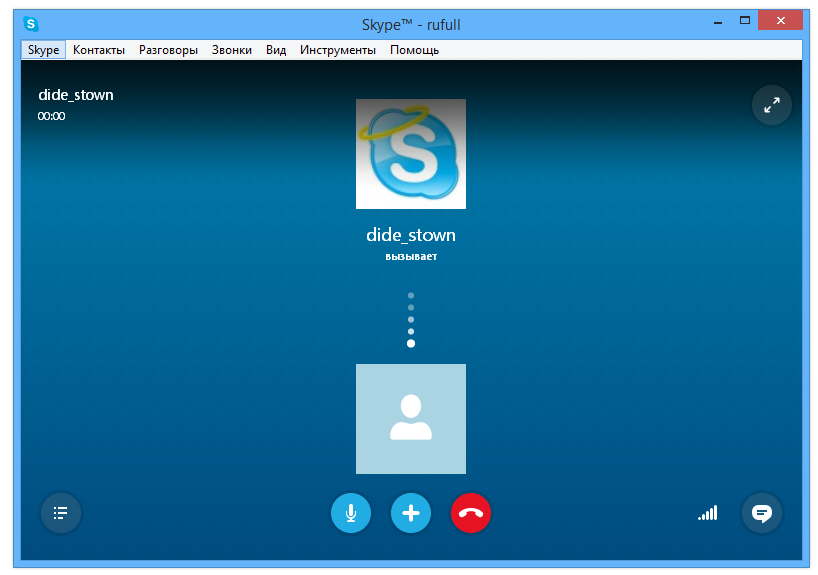 Skype™ - rufull
Skype Контакты Разговоры Звонки Вид Инструменты Помощь
dide_stown
00:00
dide_stown
вызывает